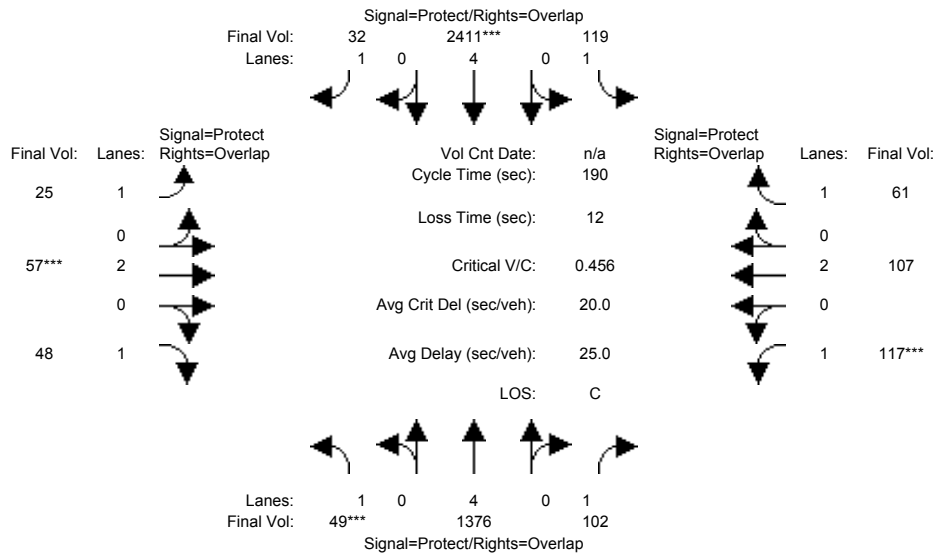 Signal=Protect/Rights=Overlap
Final Vol: 32 2411*** 119
Lanes: 1 0 4 0 1
Signal=Protect
Final Vol: Lanes: Rights=Overlap
Vol Cnt Date: n/a
Signal=Protect
Rights=Overlap Lanes: Final Vol:
Cycle Time (sec): 190
25 1
1 61
Loss Time (sec): 12
0
0
57*** 2
Critical V/C: 0.456
2 107
0
Avg Crit Del (sec/veh): 20.0
0
48 1
Avg Delay (sec/veh): 25.0
1 117***
LOS: C
Lanes: 1 0 4 0 1
Final Vol: 49*** 1376 102
Signal=Protect/Rights=Overlap